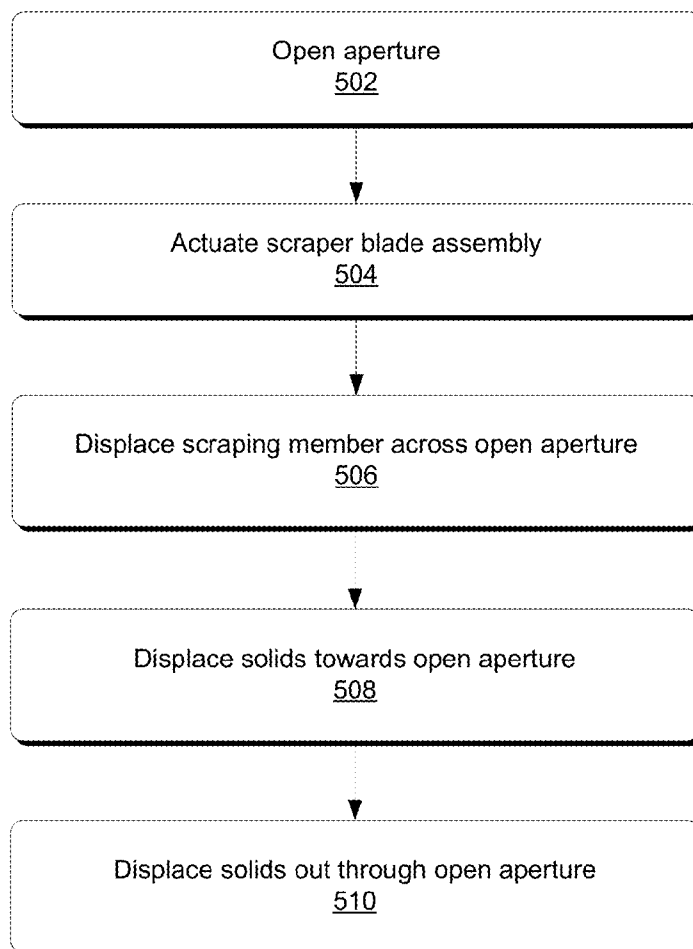 Open aperture
502
Actuate scraper blade assembly
504
Displace scraping member across open aperture
506
Displace solids towards open aperture
508
Displace solids out through open aperture
510